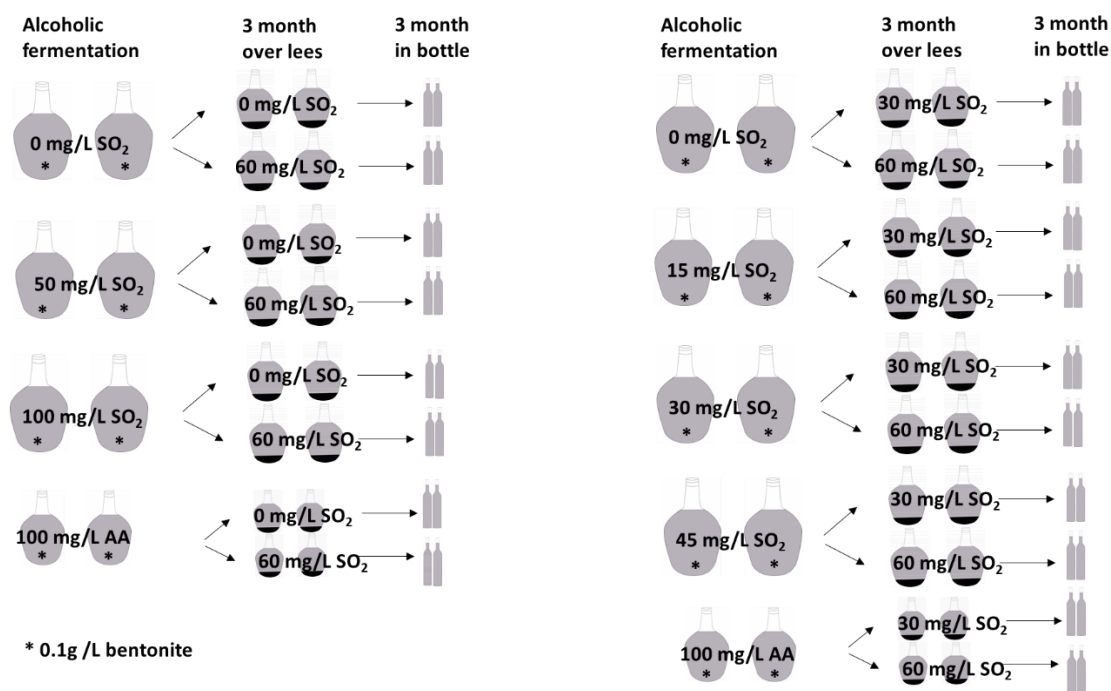 Alcoholic
fermentation
3 month
over lees
3 month
in bottle
0 mg/L SO₂
*
*
0 mg/L SO₂
60 mg/L SO₂
50 mg/L SO₂
*
*
0 mg/L SO₂
60 mg/L SO₂
100 mg/L SO₂
*
*
0 mg/L SO₂
60 mg/L SO₂
100 mg/L AA
*
*
0 mg/L SO₂
60 mg/L SO₂
* 0.1g /L bentonite
Alcoholic
fermentation
3 month
over lees
3 month
in bottle
0 mg/L SO₂
*
*
30 mg/L SO₂
60 mg/L SO₂
15 mg/L SO₂
*
*
30 mg/L SO₂
60 mg/L SO₂
30 mg/L SO₂
*
*
30 mg/L SO₂
60 mg/L SO₂
45 mg/L SO₂
*
*
30 mg/L SO₂
60 mg/L SO₂
100 mg/L AA
*
*
30 mg/L SO₂
60 mg/L SO₂